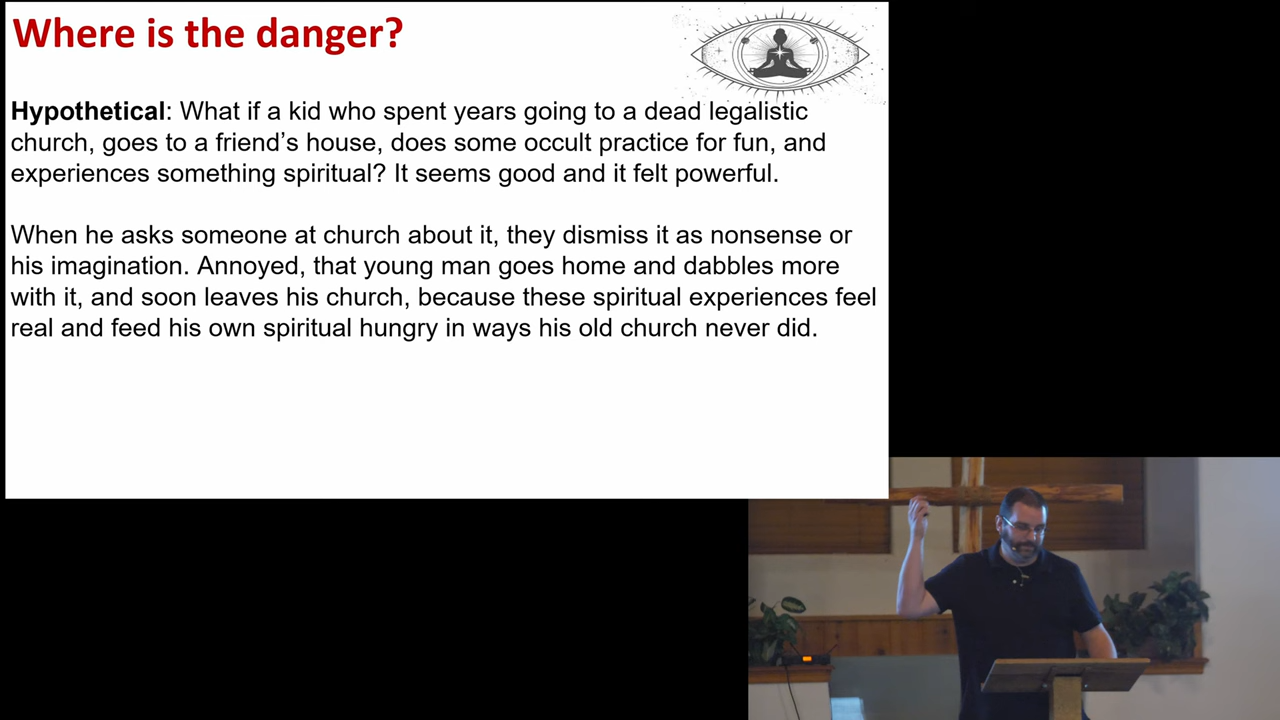 Where is the danger?
Hypothetical: What if a kid who spent years going to a dead legalistic
church, goes to a friend’s house, does some occult practice for fun, and
experiences something spiritual? It seems good and it felt powerful.
When he asks someone at church about it, they dismiss it as nonsense or
his imagination. Annoyed, that young man goes home and dabbles more
with it, and soon leaves his church, because these spiritual experiences feel
real and feed his own spiritual hungry in ways his old church never did.